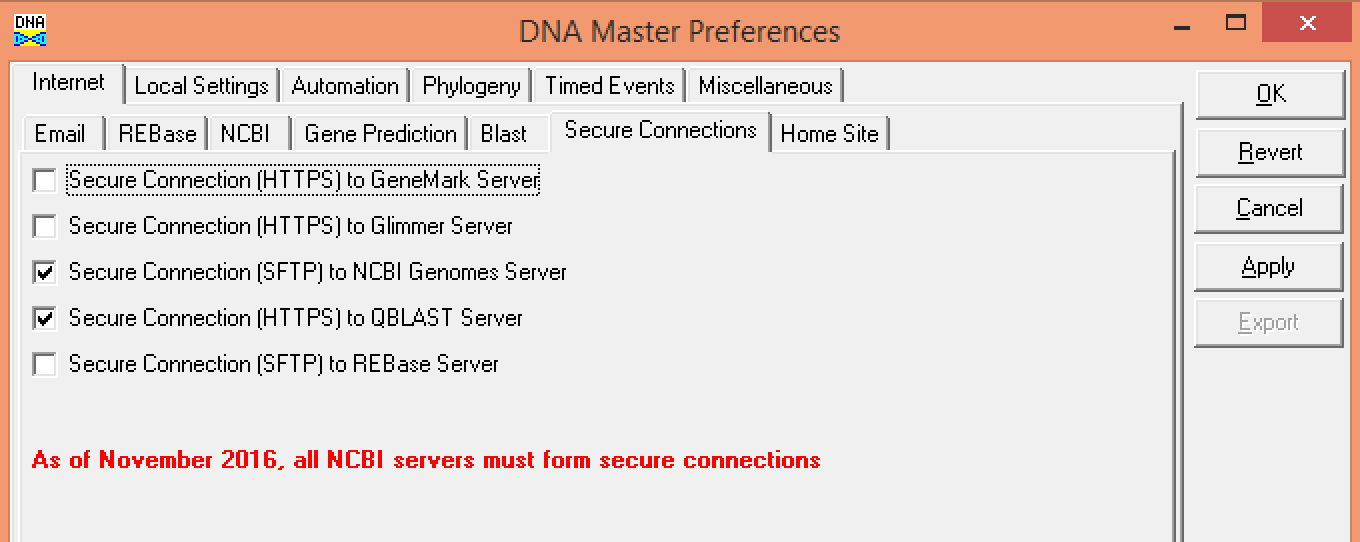 DNA
DNA Master Preferences
Internet Local Settings Automation Phylogeny Timed Events Miscellaneous
Email REBase NCBI Gene Prediction Blast Secure Connections Home Site
Secure Connection (HTTPS) to GeneMark Server
Secure Connection (HTTPS) to Glimmer Server
Secure Connection (SFTP) to NCBI Genomes Server
Secure Connection (HTTPS) to QBLAST Server
Secure Connection (SFTP) to REBase Server
As of November 2016, all NCBI servers must form secure connections
OK
Revert
Cancel
Apply
Export